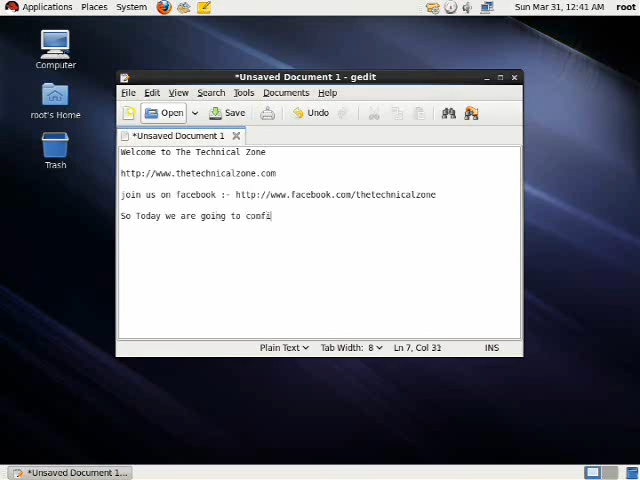 Applications Places System
Sun Mar 31, 12:41 AM root
Computer
root's Home
Trash
*Unsaved Document 1 - gedit
File Edit View Search Tools Documents Help
Open Save Undo
*Unsaved Document 1
Welcome to The Technical Zone
http://www.thetechnicalzone.com
join us on facebook :- http://www.facebook.com/thetechnicalzone
So Today we are going to comfi
Plain Text Tab Width: 8 Ln 7, Col 31 INS
*Unsaved Document 1...